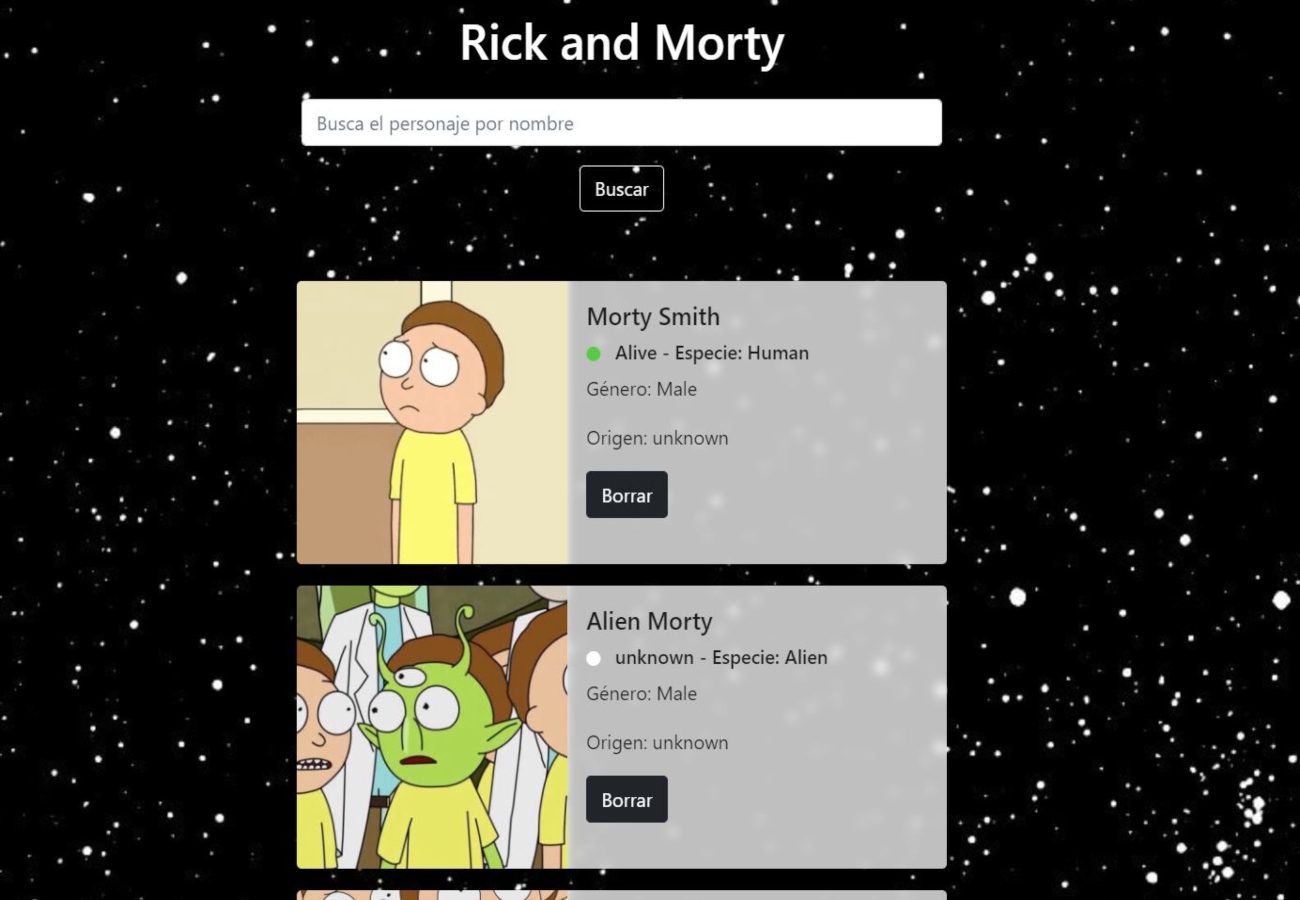 Rick and Morty
Busca el personaje por nombre
Buscar
Morty Smith
Alive - Especie: Human
Género: Male
Origen: unknown
Borrar
Alien Morty
unknown - Especie: Alien
Género: Male
Origen: unknown
Borrar